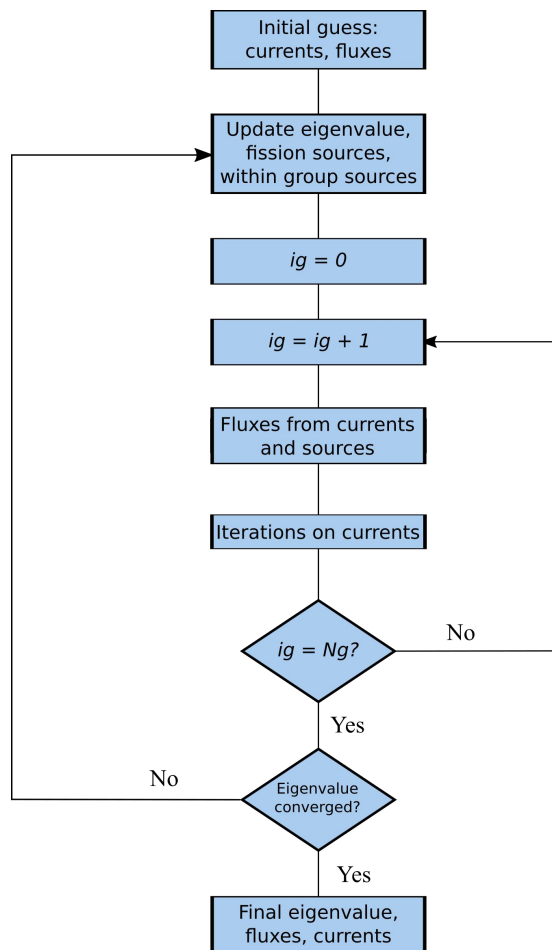 Initial guess:
currents, fluxes
Update eigenvalue,
fission sources,
within group sources
ig = 0
ig = ig + 1
Fluxes from currents
and sources
Iterations on currents
ig = Ng?
No
Yes
No
Eigenvalue
converged?
Yes
Final eigenvalue,
fluxes, currents